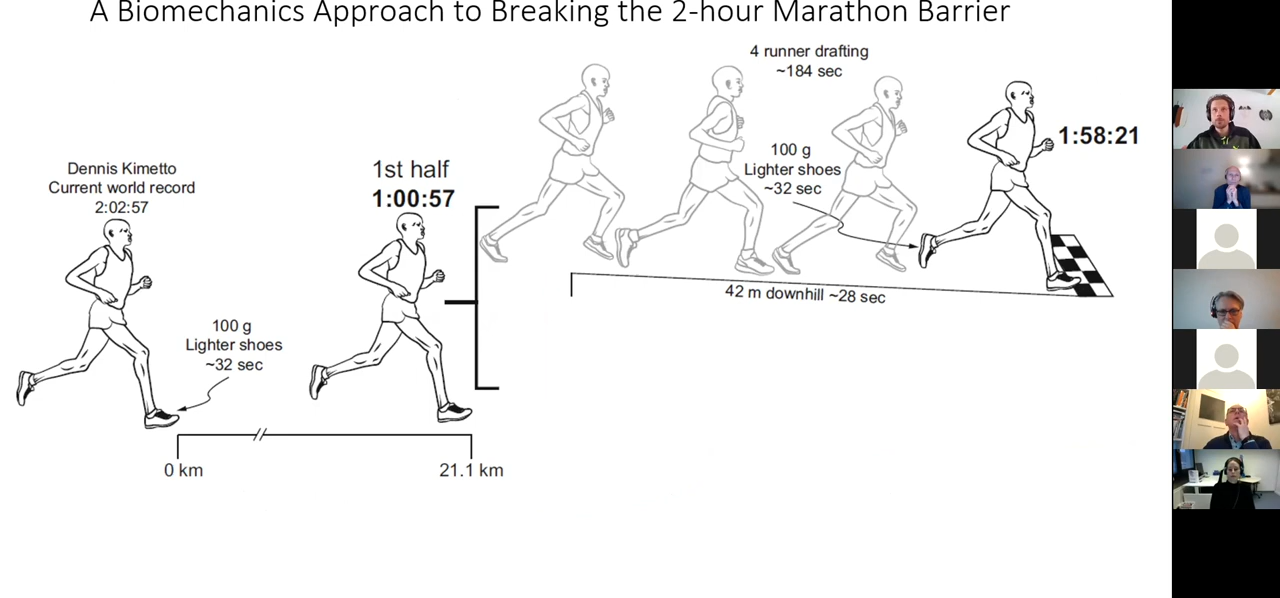 A Biomechanics Approach to Breaking the 2-hour Marathon Barrier
4 runner drafting
~184 sec
1:58:21
100 g
Lighter shoes
~32 sec
Dennis Kimetto
Current world record
2:02:57
1st half
1:00:57
42 m downhill ~28 sec
100 g
Lighter shoes
~32 sec
0 km
21.1 km